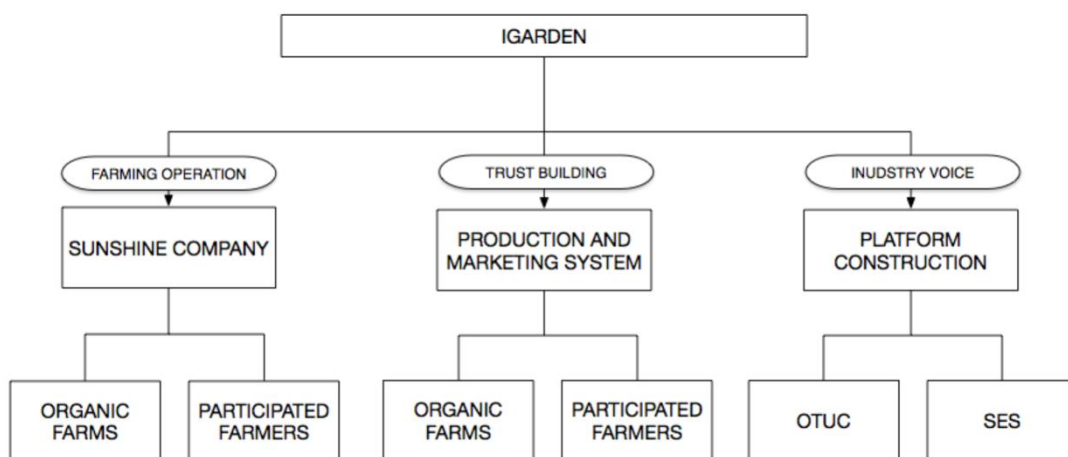 IGARDEN
FARMING OPERATION
TRUST BUILDING
INUDSTRY VOICE
SUNSHINE COMPANY
PRODUCTION AND
MARKETING SYSTEM
PLATFORM
CONSTRUCTION
ORGANIC
FARMS
PARTICIPATED
FARMERS
ORGANIC
FARMS
PARTICIPATED
FARMERS
OTUC
SES